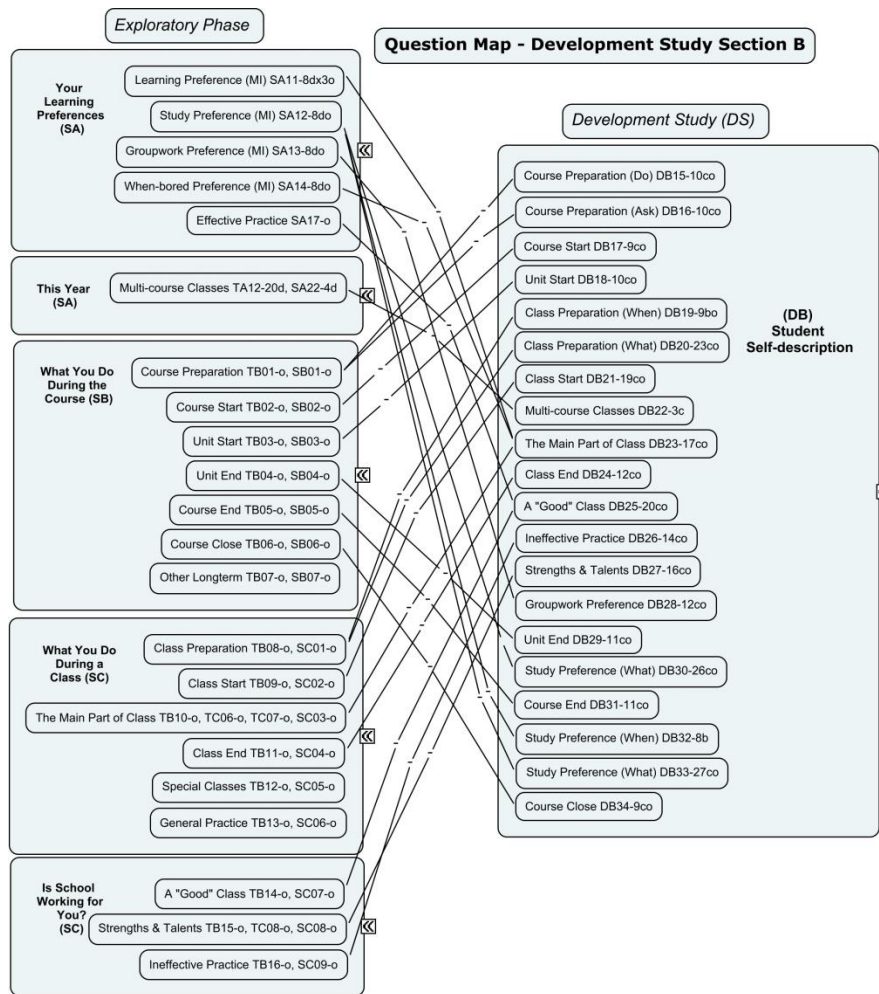 Exploratory Phase
Question Map - Development Study Section B
Your
Learning
Preferences
(SA)
Learning Preference (MI) SA11-8dx3o
Study Preference (MI) SA12-8do
Groupwork Preference (MI) SA13-8do
When-bored Preference (MI) SA14-8do
Effective Practice SA17-o
This Year
(SA)
Multi-course Classes TA12-20d, SA22-4d
What You Do
During the
Course (SB)
Course Preparation TB01-o, SB01-o
Course Start TB02-o, SB02-o
Unit Start TB03-o, SB03-o
Unit End TB04-o, SB04-o
Course End TB05-o, SB05-o
Course Close TB06-o, SB06-o
Other Longterm TB07-o, SB07-o
What You Do
During a
Class (SC)
Class Preparation TB08-o, SC01-o
Class Start TB09-o, SC02-o
The Main Part of Class TB10-o, TC06-o, TC07-o, SC03-o
Class End TB11-o, SC04-o
Special Classes TB12-o, SC05-o
General Practice TB13-o, SC06-o
Is School
Working for
You?
(SC)
A "Good" Class TB14-o, SC07-o
Strengths & Talents TB15-o, TC08-o, SC08-o
Ineffective Practice TB16-o, SC09-o
Development Study (DS)
Course Preparation (Do) DB15-10co
Course Preparation (Ask) DB16-10co
Course Start DB17-9co
Unit Start DB18-10co
Class Preparation (When) DB19-9bo
Class Preparation (What) DB20-23co
Class Start DB21-19co
Multi-course Classes DB22-3c
The Main Part of Class DB23-17co
Class End DB24-12co
A "Good" Class DB25-20co
Ineffective Practice DB26-14co
Strengths & Talents DB27-16co
Groupwork Preference DB28-12co
Unit End DB29-11co
Study Preference (What) DB30-26co
Course End DB31-11co
Study Preference (When) DB32-8b
Study Preference (What) DB33-27co
Course Close DB34-9co
(DB)
Student
Self-description